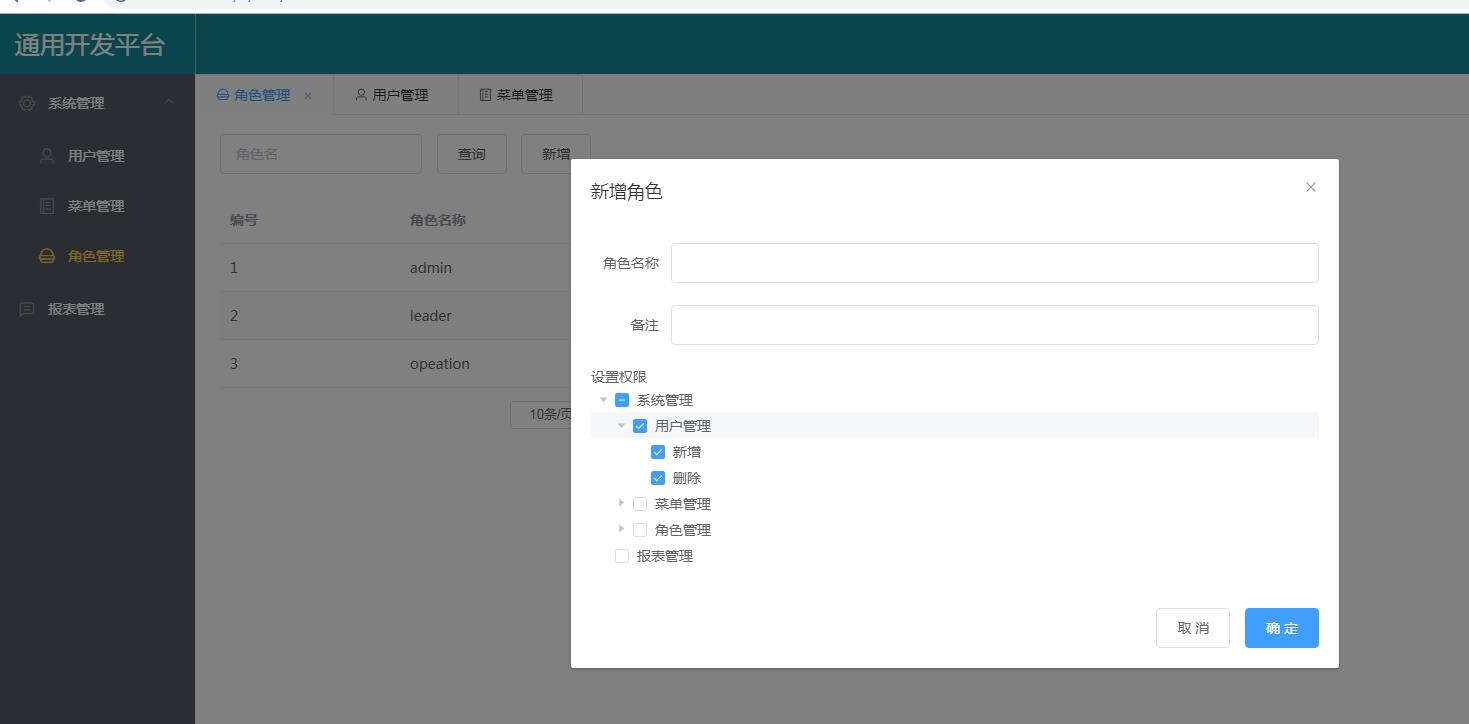 通用开发平台
系统管理
用户管理
菜单管理
角色管理
报表管理
角色管理 × 用户管理 菜单管理
角色名 查询 新增
编号 角色名称
1 admin
2 leader
3 opeation
10条/页
新增角色
角色名称
备注
设置权限
系统管理
用户管理
新增
删除
菜单管理
角色管理
报表管理
取 消 确 定